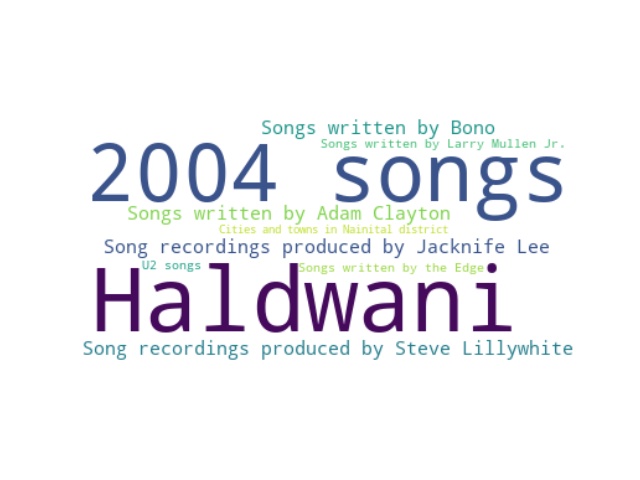 Songs written by Bono
Songs written by Larry Mullen Jr.
2004 songs
Songs written by Adam Clayton
Cities and towns in Nainital district
Song recordings produced by Jacknife Lee
U2 songs
Songs written by the Edge
Haldwani
Song recordings produced by Steve Lillywhite